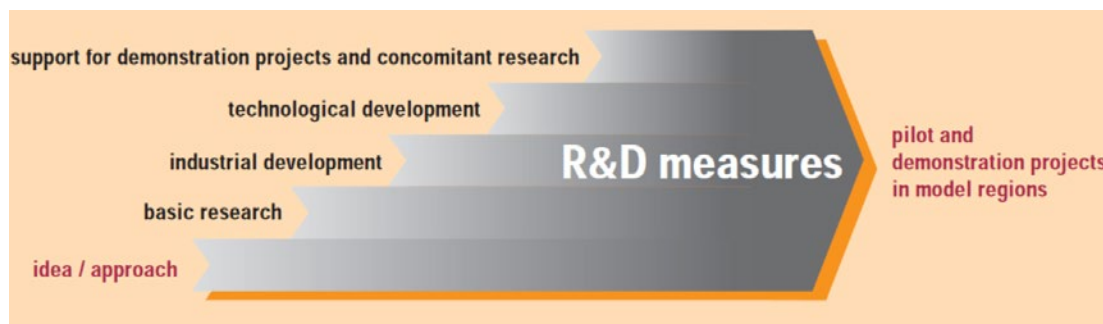 support for demonstration projects and concomitant research
technological development
industrial development
basic research
idea / approach
R&D measures
pilot and
demonstration projects
in model regions